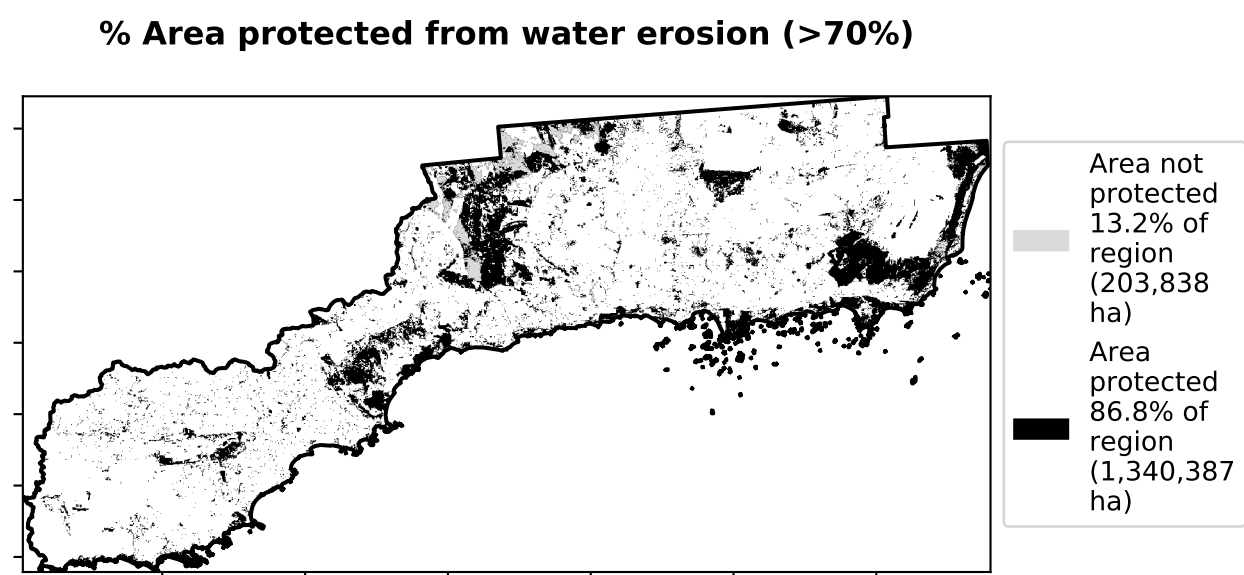 % Area protected from water erosion (>70%)
Area not
protected
13.2% of
region
(203,838
ha)
Area
protected
86.8% of
region
(1,340,387
ha)